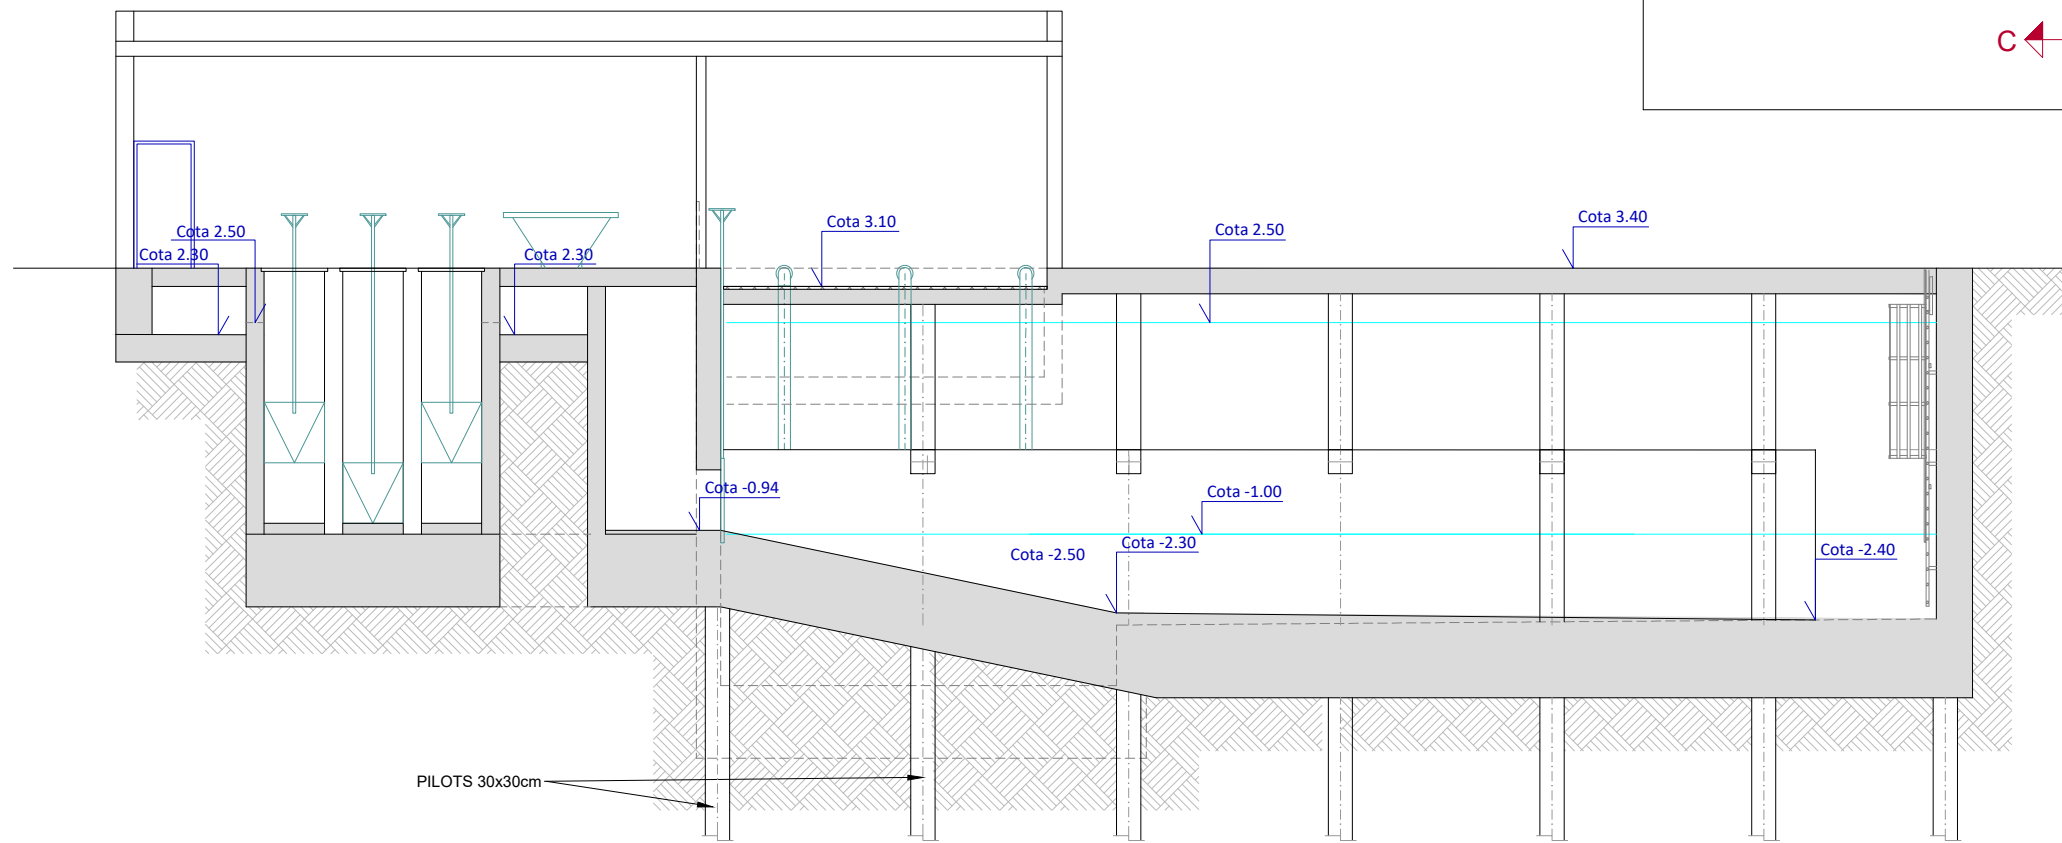 C
Cota 3.40
Cota 3.10
Cota 2.50
Cota 2.50
Cota 2.30
Cota 2.30
Cota -0.94
Cota -1.00
Cota -2.50
Cota -2.30
Cota -2.40
PILOTS 30x30cm